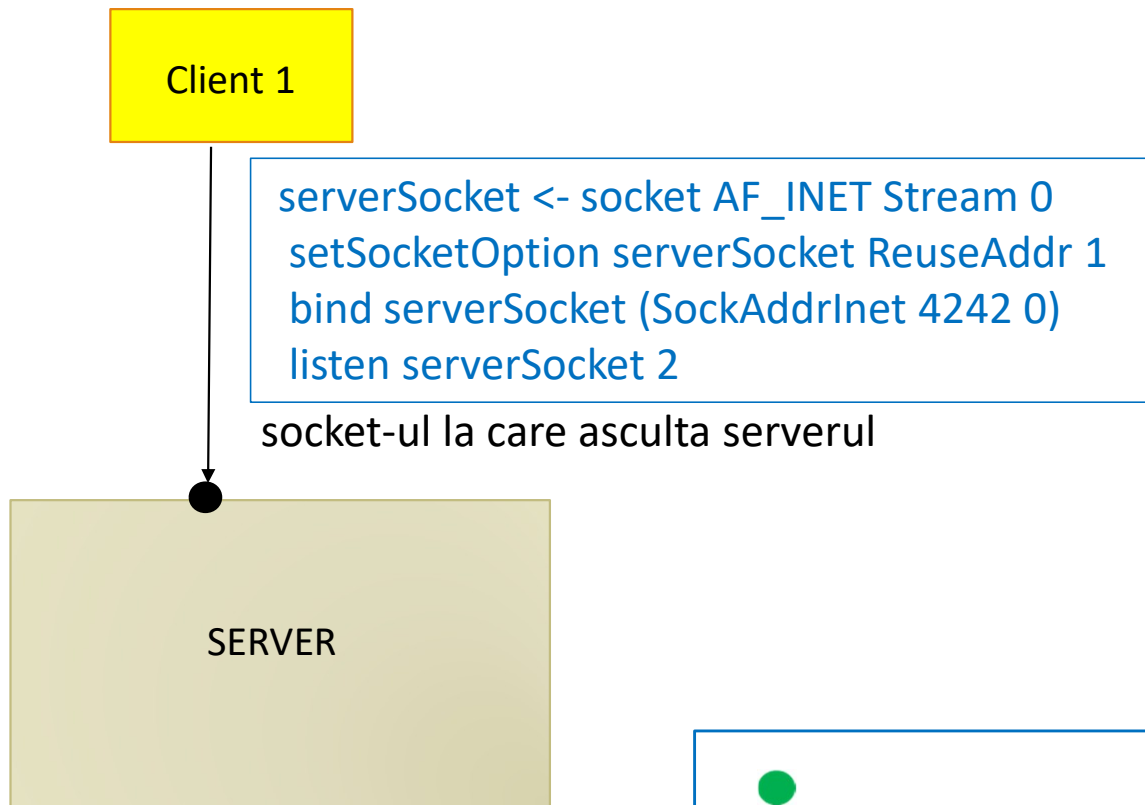 Client 1
serverSocket <- socket AF_INET Stream 0
setSocketOption serverSocket ReuseAddr 1
bind serverSocket (SockAddrInet 4242 0)
listen serverSocket 2
socket-ul la care asculta serverul
SERVER